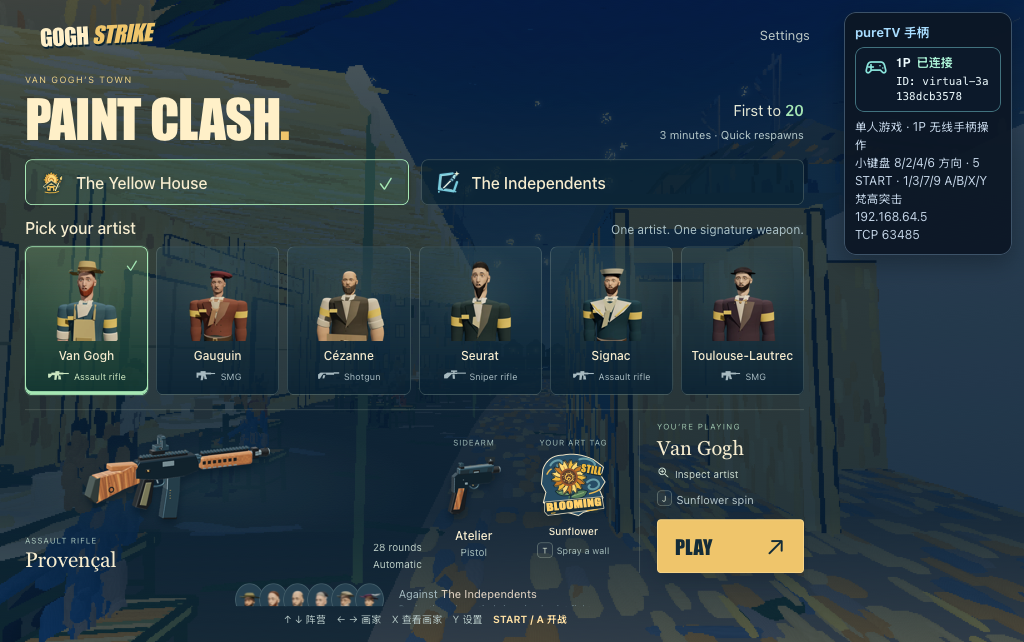 GOGH STRIKE
Settings
VAN GOGH'S TOWN
PAINT CLASH.
First to 20
3 minutes · Quick respawns
The Yellow House
The Independents
Pick your artist
One artist. One signature weapon.
Van Gogh
Assault rifle
Gauguin
SMG
Cézanne
Shotgun
Seurat
Sniper rifle
Signac
Assault rifle
Toulouse-Lautrec
SMG
ASSAULT RIFLE
Provençal
28 rounds
Automatic
SIDEARM
Atelier
Pistol
YOUR ART TAG
STILL
BLOOMING
Sunflower
T Spray a wall
YOU'RE PLAYING
Van Gogh
Inspect artist
J Sunflower spin
PLAY
Against The Independents
↑ ↓ 阵营 ← → 画家 X 查看画家 Y 设置 START / A 开战
pureTV 手柄
1P 已连接
ID: virtual-3a
138dcb3578
单人游戏 · 1P 无线手柄操
作
小键盘 8/2/4/6 方向 · 5
START · 1/3/7/9 A/B/X/Y
梵高突击
192.168.64.5
TCP 63485